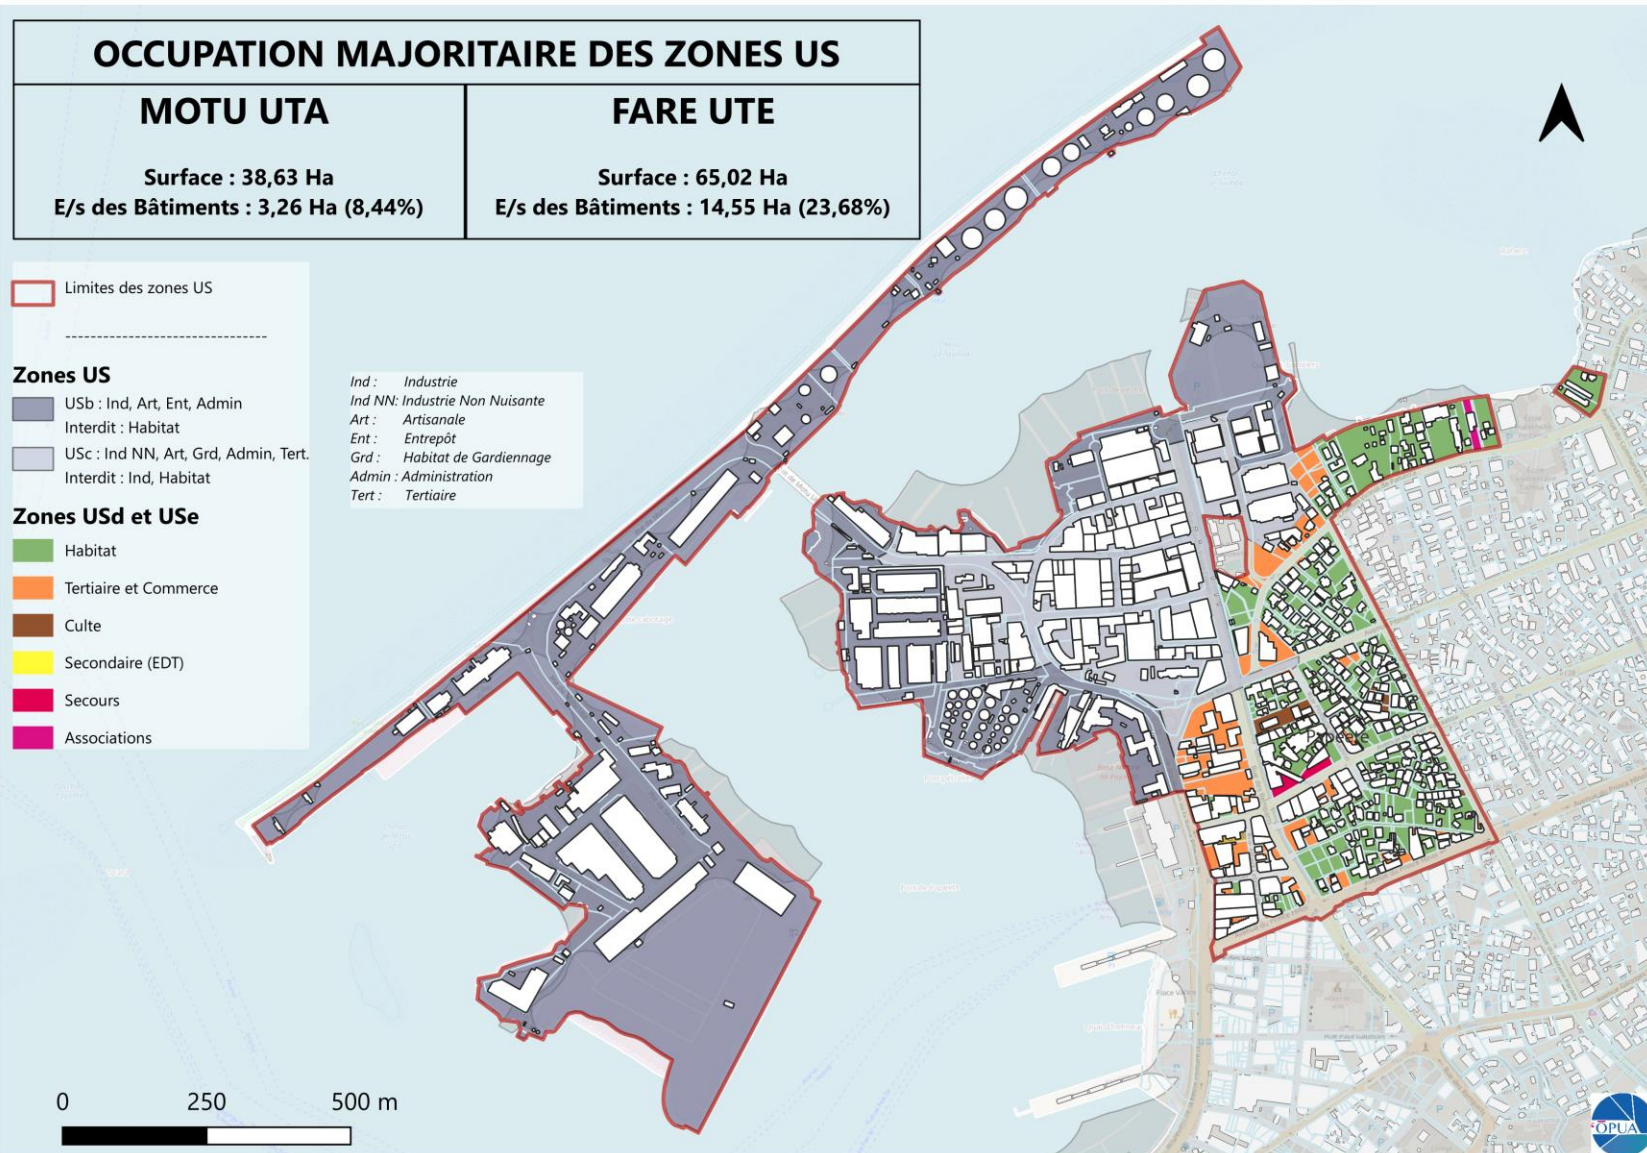 OCCUPATION MAJORITAIRE DES ZONES US
MOTU UTA
Surface : 38,63 Ha
E/s des Bâtiments : 3,26 Ha (8,44%)
FARE UTE
Surface : 65,02 Ha
E/s des Bâtiments : 14,55 Ha (23,68%)
Limites des zones US
--------------------------------
Zones US
USb : Ind, Art, Ent, Admin
Interdit : Habitat
USc : Ind NN, Art, Grd, Admin, Tert.
Interdit : Ind, Habitat
Zones USd et USe
Habitat
Tertiaire et Commerce
Culte
Secondaire (EDT)
Secours
Associations
Ind : Industrie
Ind NN: Industrie Non Nuisante
Art : Artisanale
Ent : Entrepôt
Grd : Habitat de Gardiennage
Admin : Administration
Tert : Tertiaire
Papeete
Place Vaiete
0 250 500 m
ÔPUA